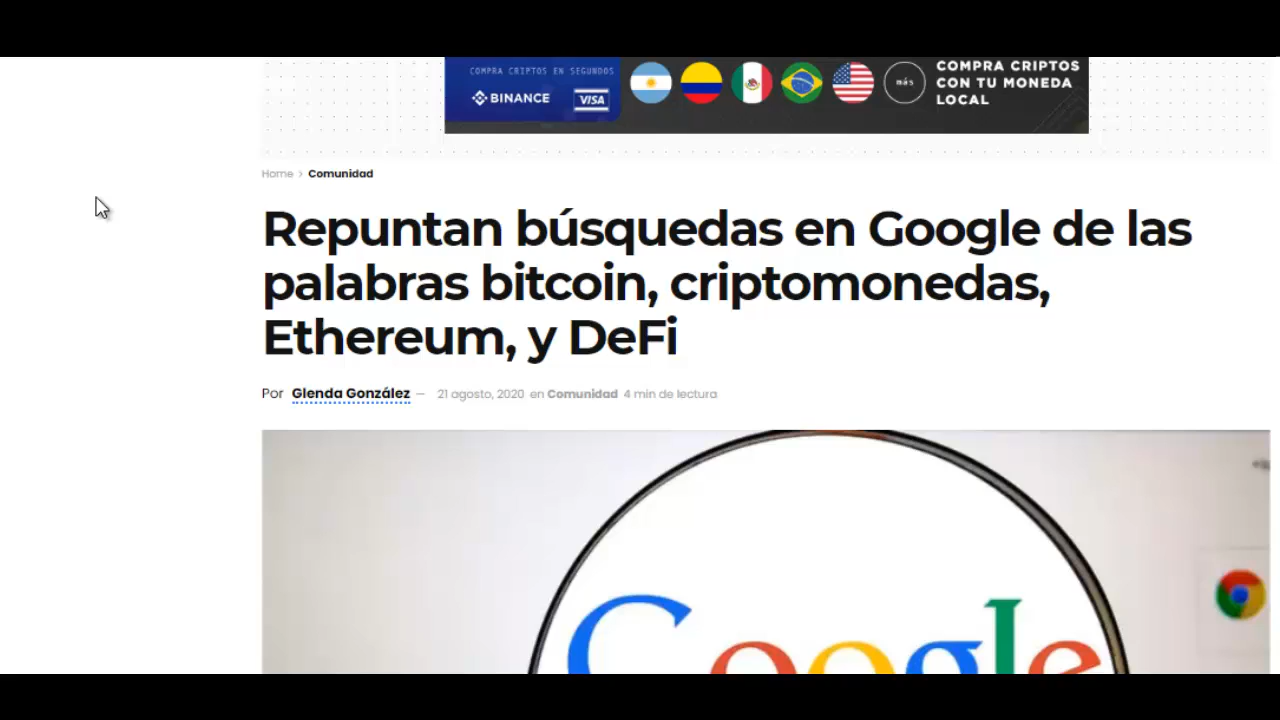 COMPRA CRIPTOS EN SEGUNDOS
BINANCE
VISA
más
COMPRA CRIPTOS
CON TU MONEDA
LOCAL
Home > Comunidad
Repuntan búsquedas en Google de las
palabras bitcoin, criptomonedas,
Ethereum, y DeFi
Por Glenda González — 21 agosto, 2020 en Comunidad 4 min de lectura
Google